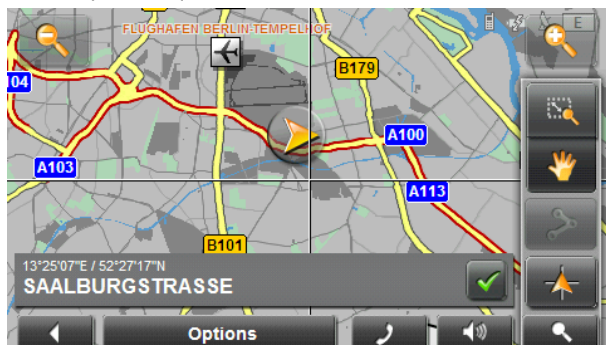 FLUGHAFEN BERLIN-TEMPELHOF
E
B179
04
A100
A103
A113
B101
13°25'07"E / 52°27'17"N
SAALBURGSTRASSE
Options